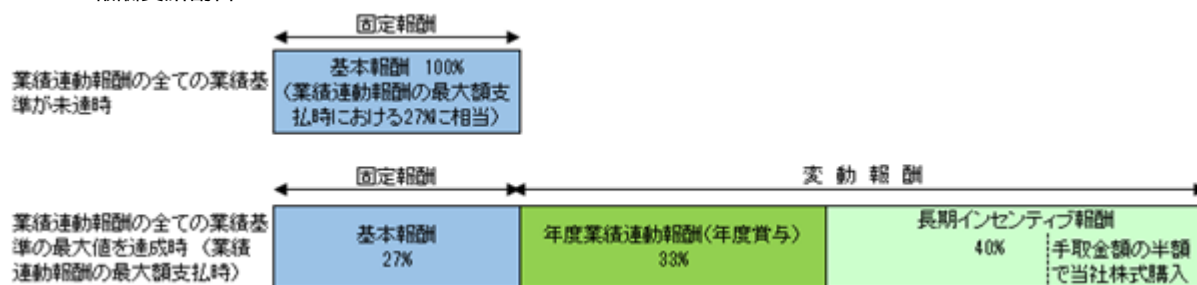 固定報酬
業績連動報酬の全ての業績基
準が未達時
基本報酬 100%
(業績連動報酬の最大額支
払時における27%に相当)
固定報酬
変動報酬
業績連動報酬の全ての業績基
準の最大値を達成時 (業績
連動報酬の最大額支払時)
基本報酬
27%
年度業績連動報酬(年度賞与)
33%
長期インセンティブ報酬
40%
手取金額の半額
で当社株式購入